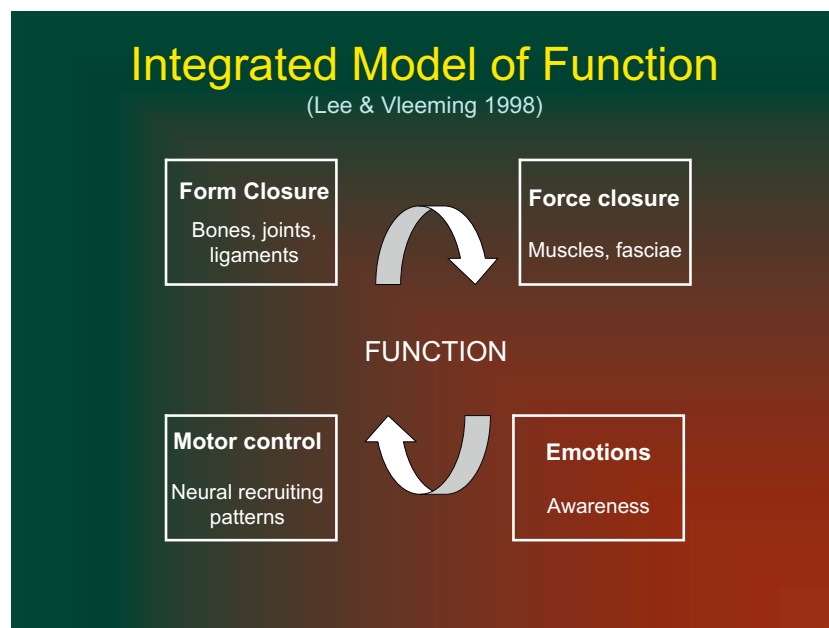 Integrated Model of Function
(Lee & Vleeming 1998)
Form Closure
Bones, joints,
ligaments
Force closure
Muscles, fasciae
FUNCTION
Motor control
Neural recruiting
patterns
Emotions
Awareness